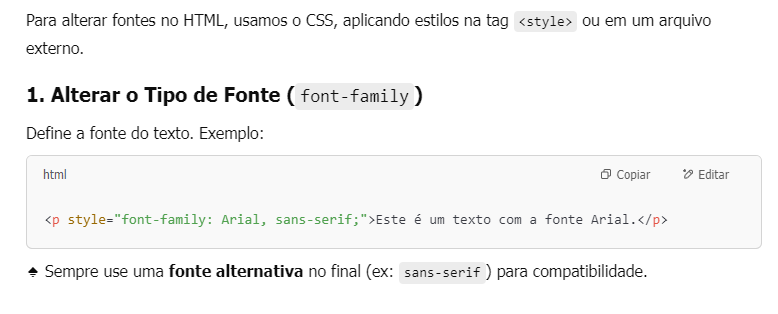 Para alterar fontes no HTML, usamos o CSS, aplicando estilos na tag <style> ou em um arquivo
externo.
1. Alterar o Tipo de Fonte (font-family)
Define a fonte do texto. Exemplo:
html Copiar Editar
<p style="font-family: Arial, sans-serif;">Este é um texto com a fonte Arial.</p>
♠ Sempre use uma fonte alternativa no final (ex: sans-serif) para compatibilidade.